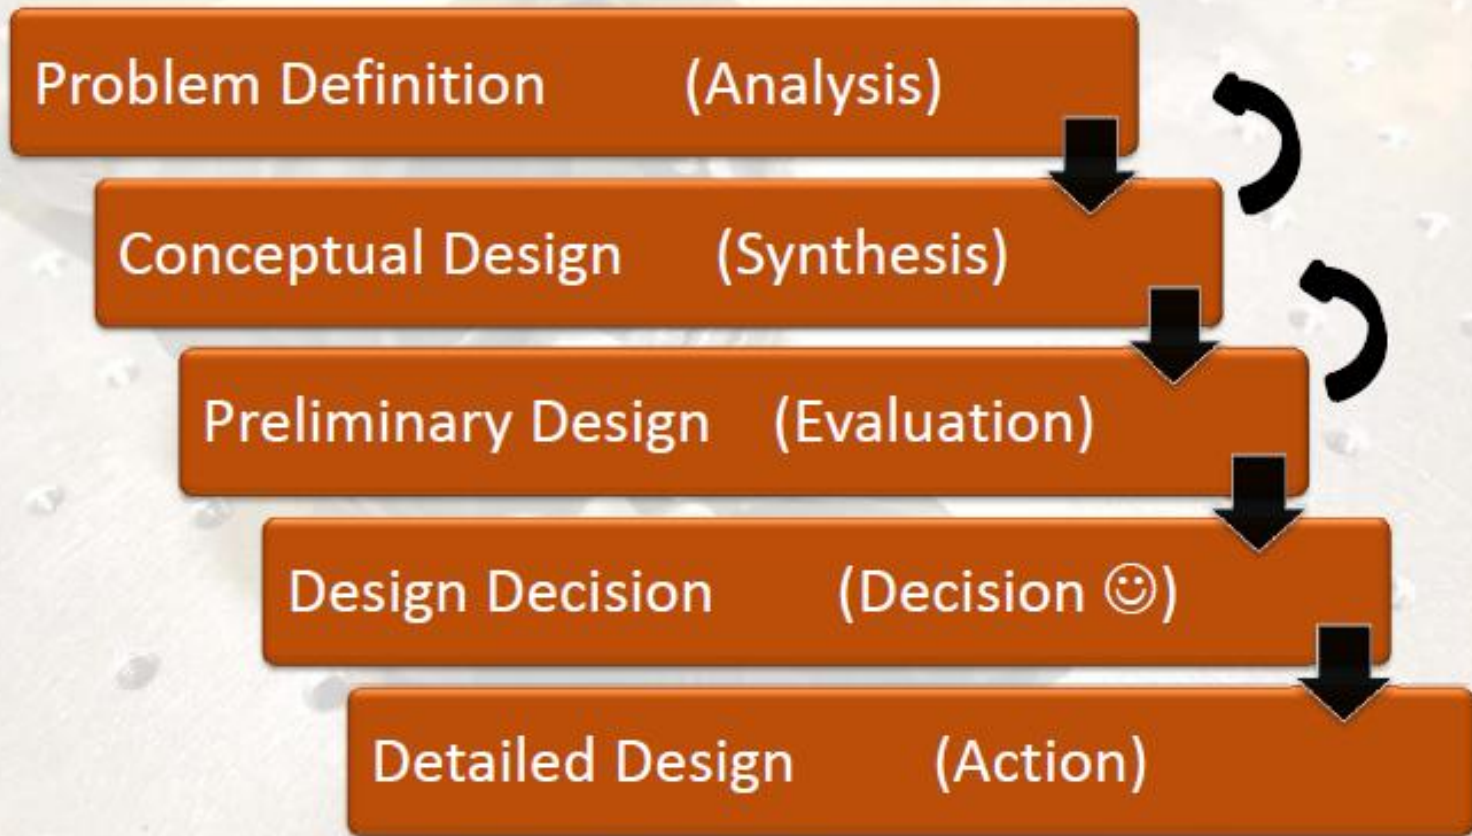 Problem Definition (Analysis)
Conceptual Design (Synthesis)
Preliminary Design (Evaluation)
Design Decision (Decision ☺)
Detailed Design (Action)